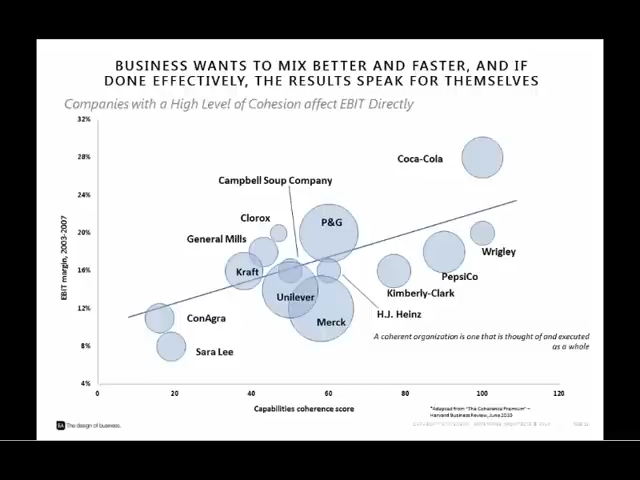 BUSINESS WANTS TO MIX BETTER AND FASTER, AND IF
DONE EFFECTIVELY, THE RESULTS SPEAK FOR THEMSELVES
Companies with a High Level of Cohesion affect EBIT Directly
32%
28%
24%
20%
16%
12%
8%
4%
EBIT margin, 2003-2007
Coca-Cola
Campbell Soup Company
Clorox
P&G
General Mills
Wrigley
Kraft
PepsiCo
Kimberly-Clark
Unilever
H.J. Heinz
Merck
ConAgra
Sara Lee
A coherent organization is one that is thought of and executed
as a whole
0 20 40 60 80 100 120
Capabilities coherence score
*Adapted from "The Coherence Premium" –
Harvard Business Review, June 2010
The design of business.